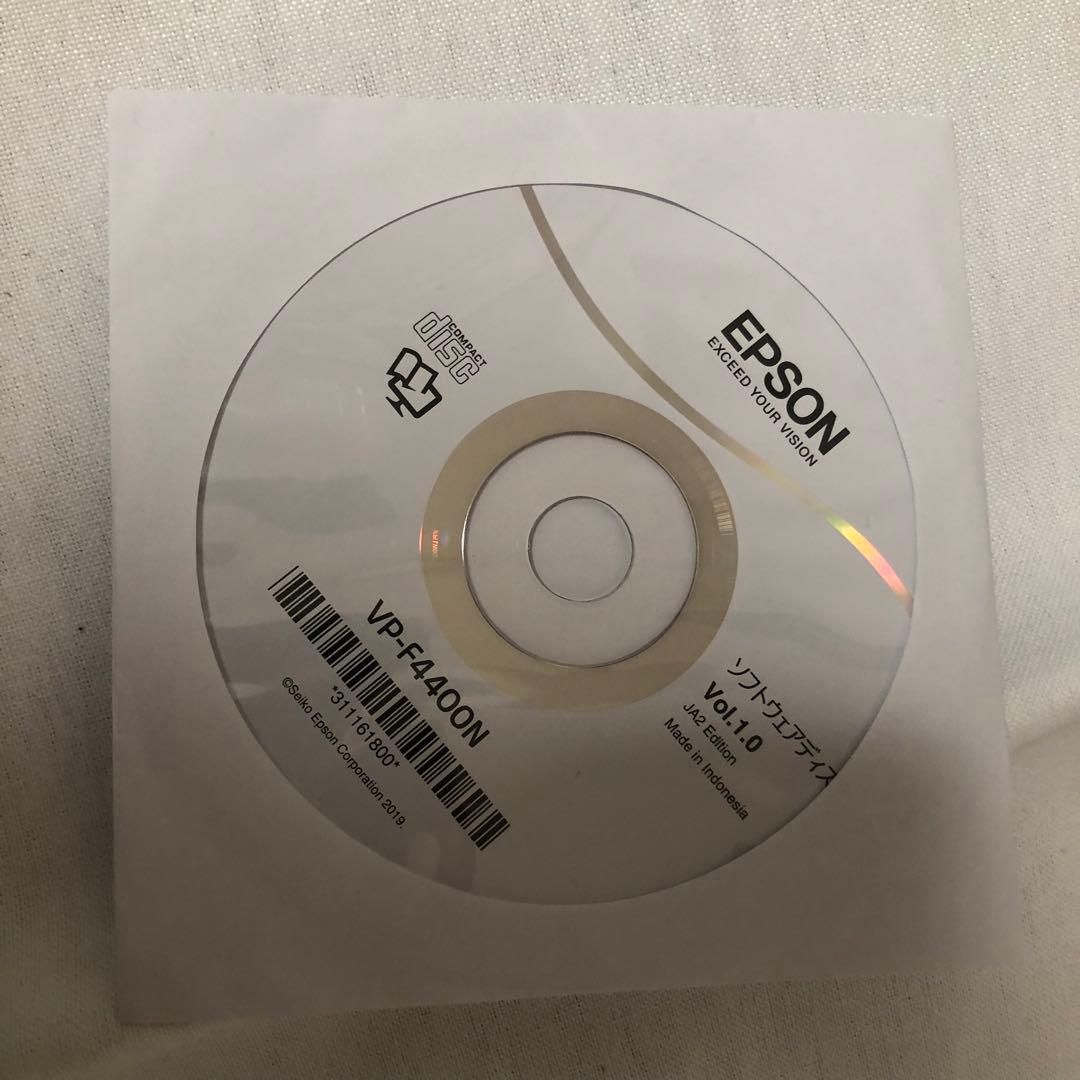 EPSON
EXCEED YOUR VISION
COMPACT
disc
VP-F4400N
*311161800*
©Seiko Epson Corporation 2019.
ソフトウェアディス
Vol.1.0
JA2 Edition
Made in Indonesia